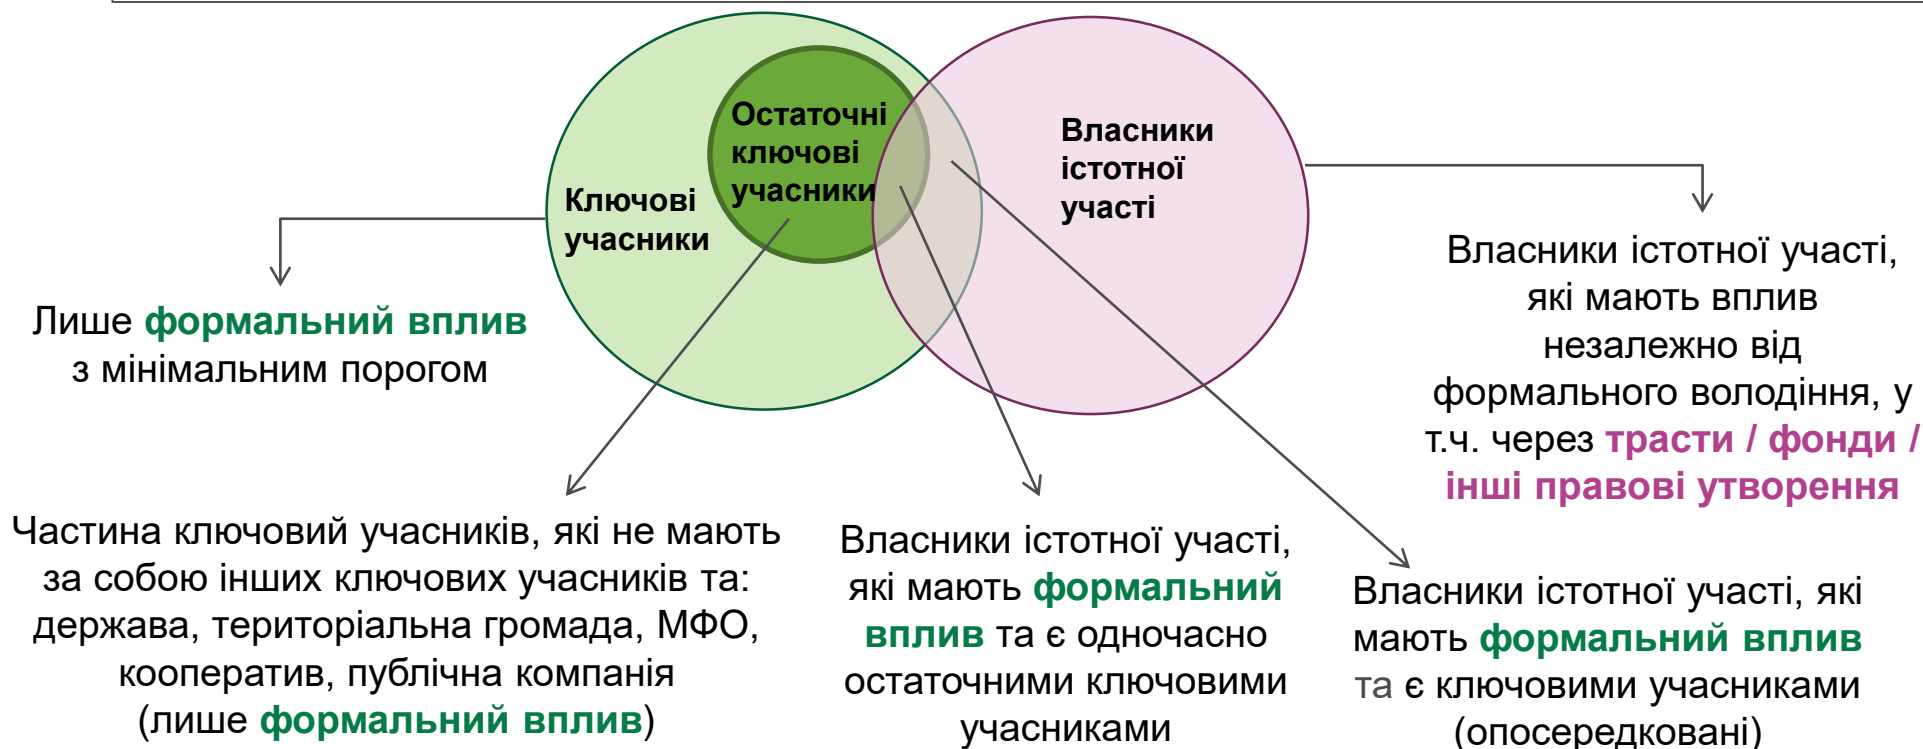 Остаточні
ключові
учасники
Ключові
учасники
Власники
істотної
участі
Лише формальний вплив
з мінімальним порогом
Власники істотної участі,
які мають вплив
незалежно від
формального володіння, у
т.ч. через трасти / фонди /
інші правові утворення
Частина ключовий учасників, які не мають
за собою інших ключових учасників та:
держава, територіальна громада, МФО,
кооператив, публічна компанія
(лише формальний вплив)
Власники істотної участі,
які мають формальний
вплив та є одночасно
остаточними ключовими
учасниками
Власники істотної участі, які
мають формальний вплив
та є ключовими учасниками
(опосередковані)